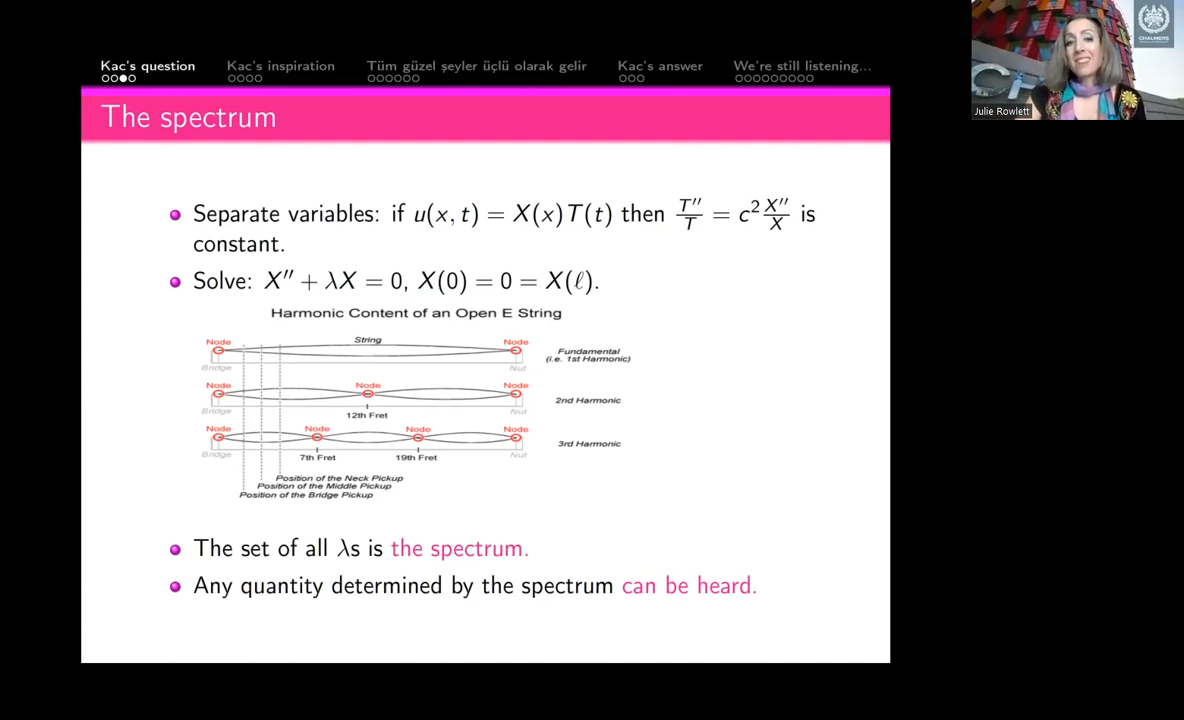 Kac's question
Kac's inspiration
Tüm güzel şeyler üçlü olarak gelir
Kac's answer
We're still listening...
CHALMERS
Julie Rowlett
The spectrum
Separate variables: if u(x, t) = X(x)T(t) then T″/T = c² X″/X is
constant.
Solve: X″ + λX = 0, X(0) = 0 = X(ℓ).
Harmonic Content of an Open E String
Node String Node
Bridge Nut
Fundamental
(i.e. 1st Harmonic)
Node Node Node
Bridge 12th Fret Nut
2nd Harmonic
Node Node Node Node
Bridge 7th Fret 19th Fret Nut
3rd Harmonic
Position of the Neck Pickup
Position of the Middle Pickup
Position of the Bridge Pickup
The set of all λs is the spectrum.
Any quantity determined by the spectrum can be heard.